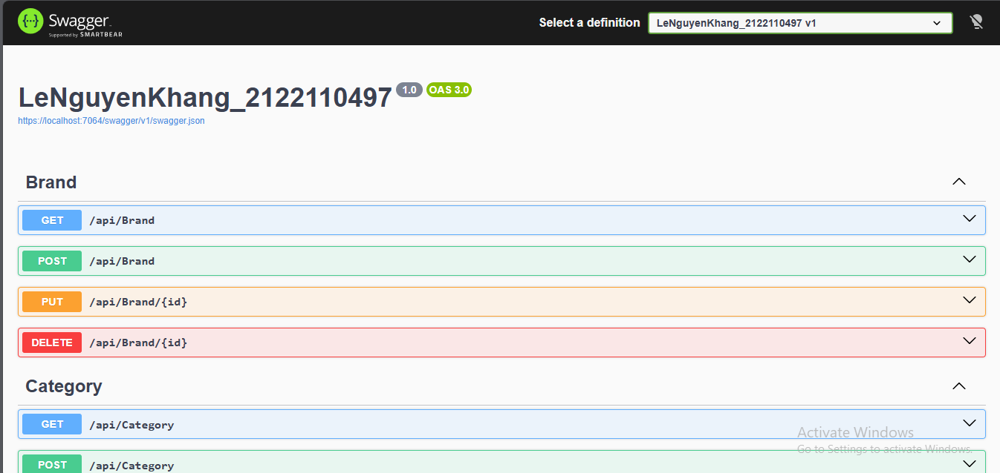 {··} Swagger
Supported by SMARTBEAR
Select a definition
LeNguyenKhang_2122110497 v1
LeNguyenKhang_2122110497 1.0 OAS 3.0
https://localhost:7064/swagger/v1/swagger.json
Brand
GET /api/Brand
POST /api/Brand
PUT /api/Brand/{id}
DELETE /api/Brand/{id}
Category
GET /api/Category
Activate Windows
Go to Settings to activate Windows.
POST /api/Category